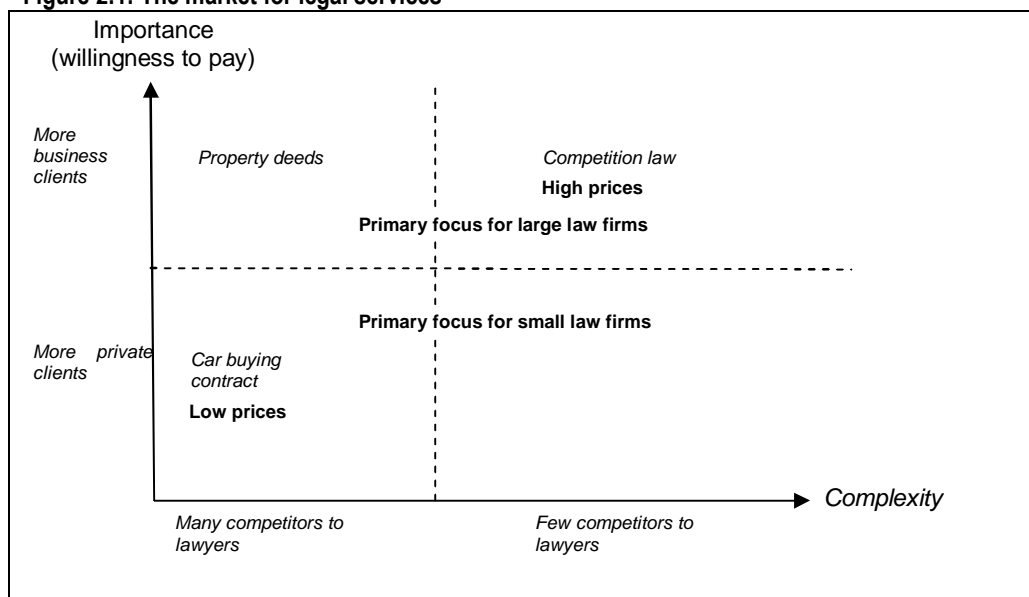 Figure 2.1: The market for legal services
Importance
(willingness to pay)
More
business
clients
Property deeds
Competition law
High prices
Primary focus for large law firms
Primary focus for small law firms
More private
clients
Car buying
contract
Low prices
Complexity
Many competitors to
lawyers
Few competitors to
lawyers